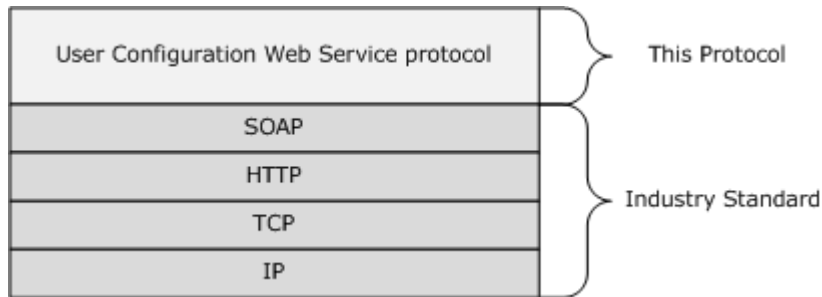 User Configuration Web Service protocol
This Protocol
SOAP
HTTP
TCP
IP
Industry Standard